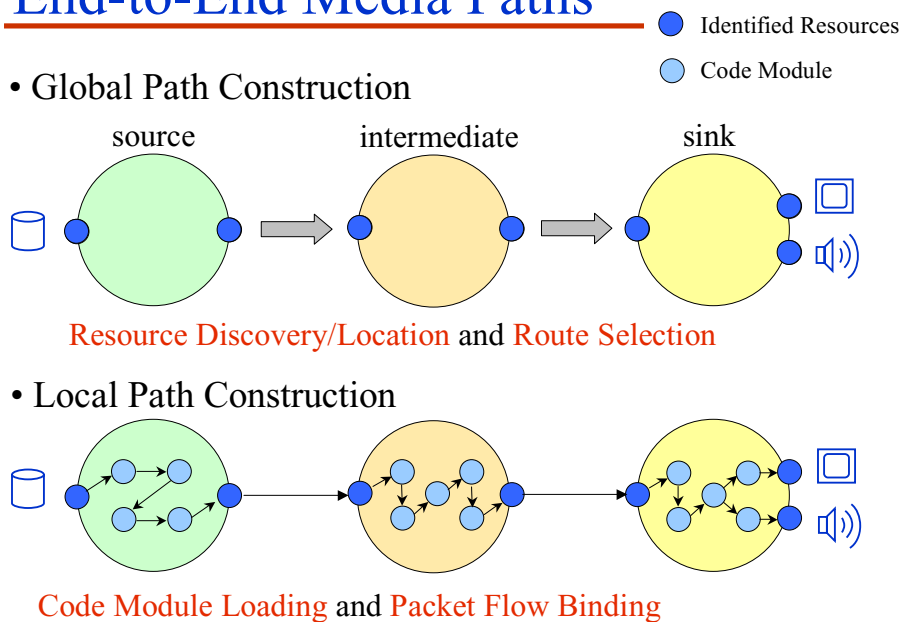 End-to-End Media Paths
Identified Resources
Code Module
• Global Path Construction
source intermediate sink
Resource Discovery/Location and Route Selection
• Local Path Construction
Code Module Loading and Packet Flow Binding